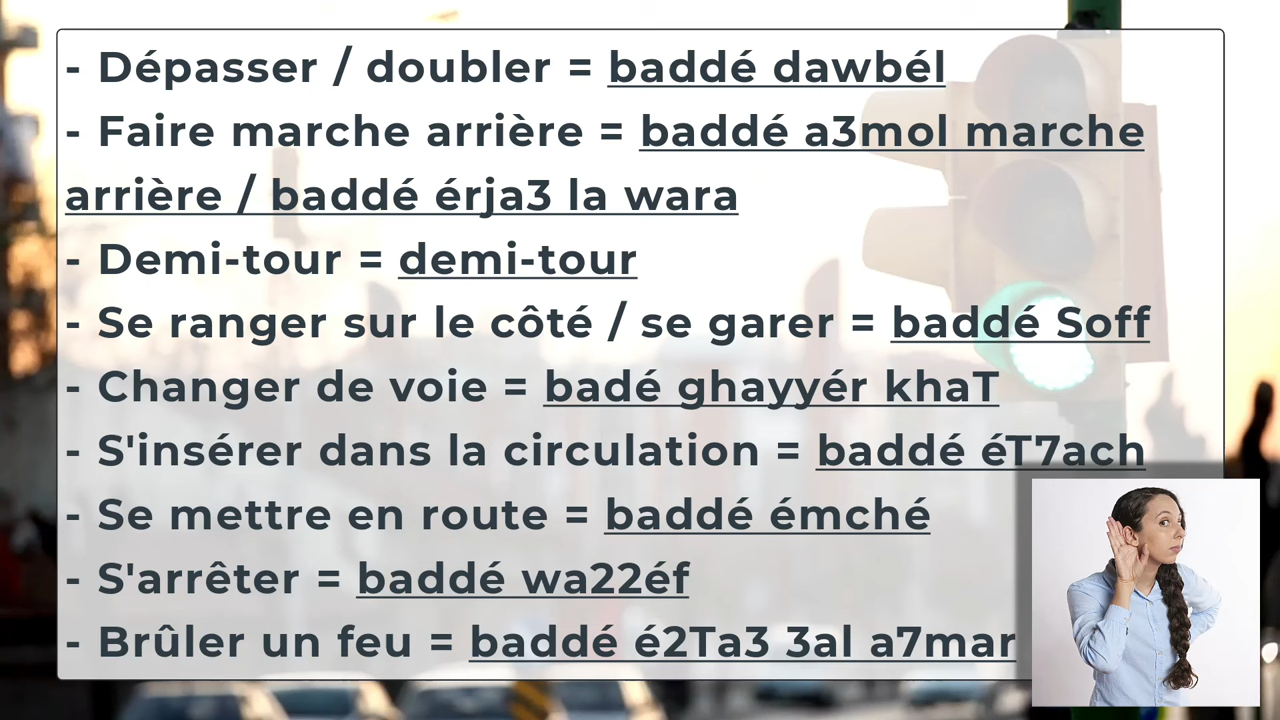 - Dépasser / doubler = baddé dawbél
- Faire marche arrière = baddé a3mol marche
arrière / baddé érja3 la wara
- Demi-tour = demi-tour
- Se ranger sur le côté / se garer = baddé Soff
- Changer de voie = badé ghayyér khaT
- S'insérer dans la circulation = baddé éT7ach
- Se mettre en route = baddé émché
- S'arrêter = baddé wa22éf
- Brûler un feu = baddé é2Ta3 3al a7mar